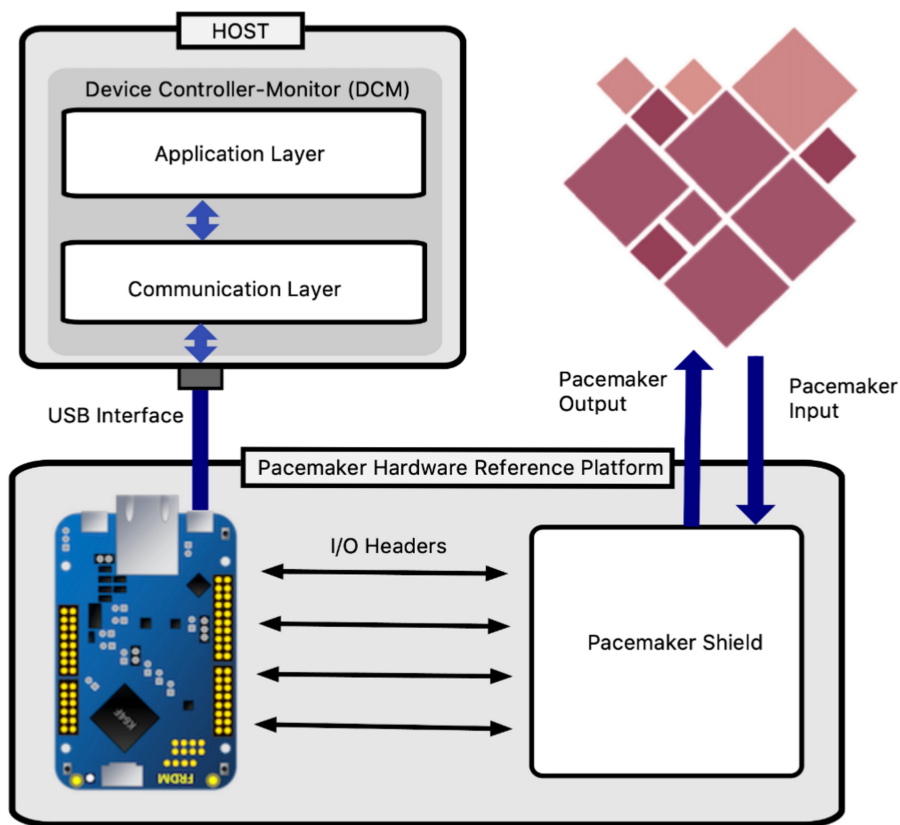 HOST
Device Controller-Monitor (DCM)
Application Layer
Communication Layer
USB Interface
Pacemaker
Output
Pacemaker
Input
Pacemaker Hardware Reference Platform
I/O Headers
Pacemaker Shield
K64F
FRDM